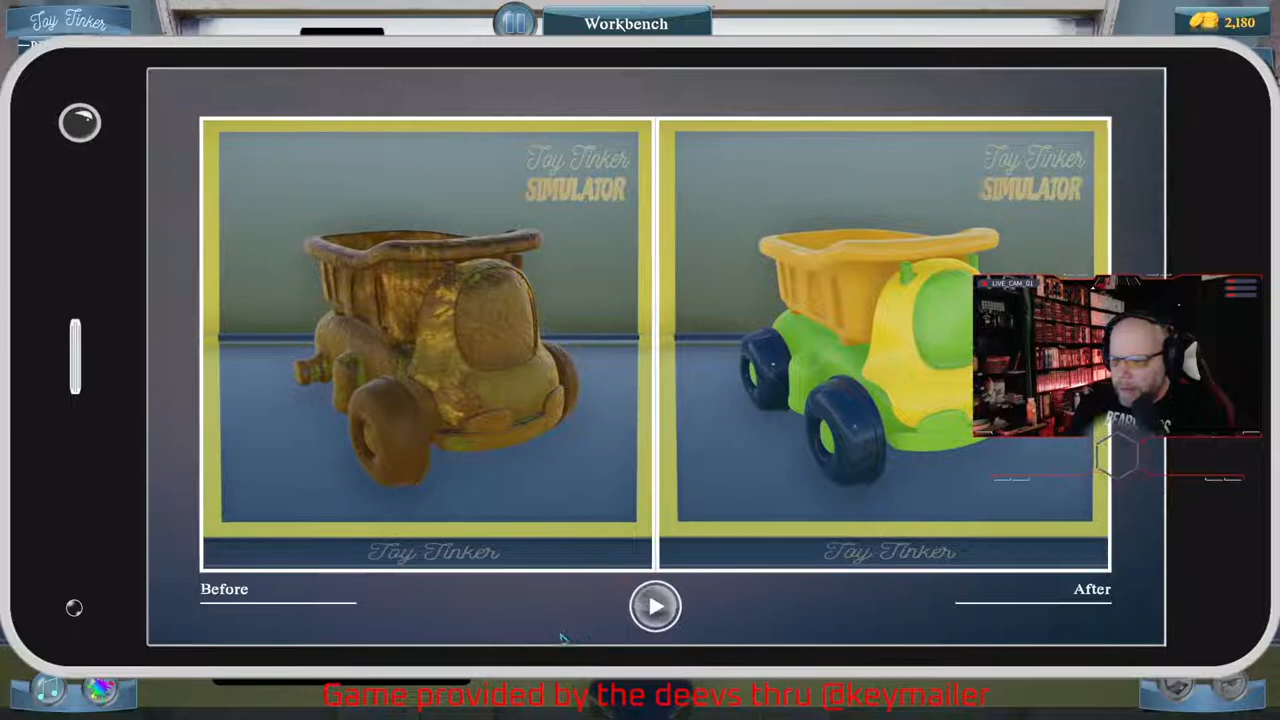 Toy Tinker
Workbench
2,180
Toy Tinker
SIMULATOR
Toy Tinker
SIMULATOR
LIVE_CAM_01
Toy Tinker
Toy Tinker
Before
After
Game provided by the deevs thru @keymailer